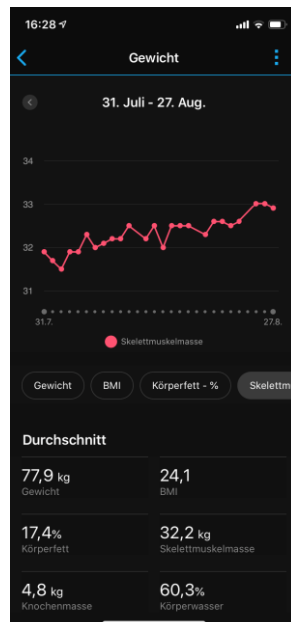 16:28
Gewicht
31. Juli - 27. Aug.
34
33
32
31
31.7.
27.8.
Skelettmuskelmasse
Gewicht
BMI
Körperfett - %
Skelettm
Durchschnitt
77,9 kg
24,1
Gewicht
BMI
17,4%
32,2 kg
Körperfett
Skelettmuskelmasse
4,8 kg
60,3%
Knochenmasse
Körperwasser